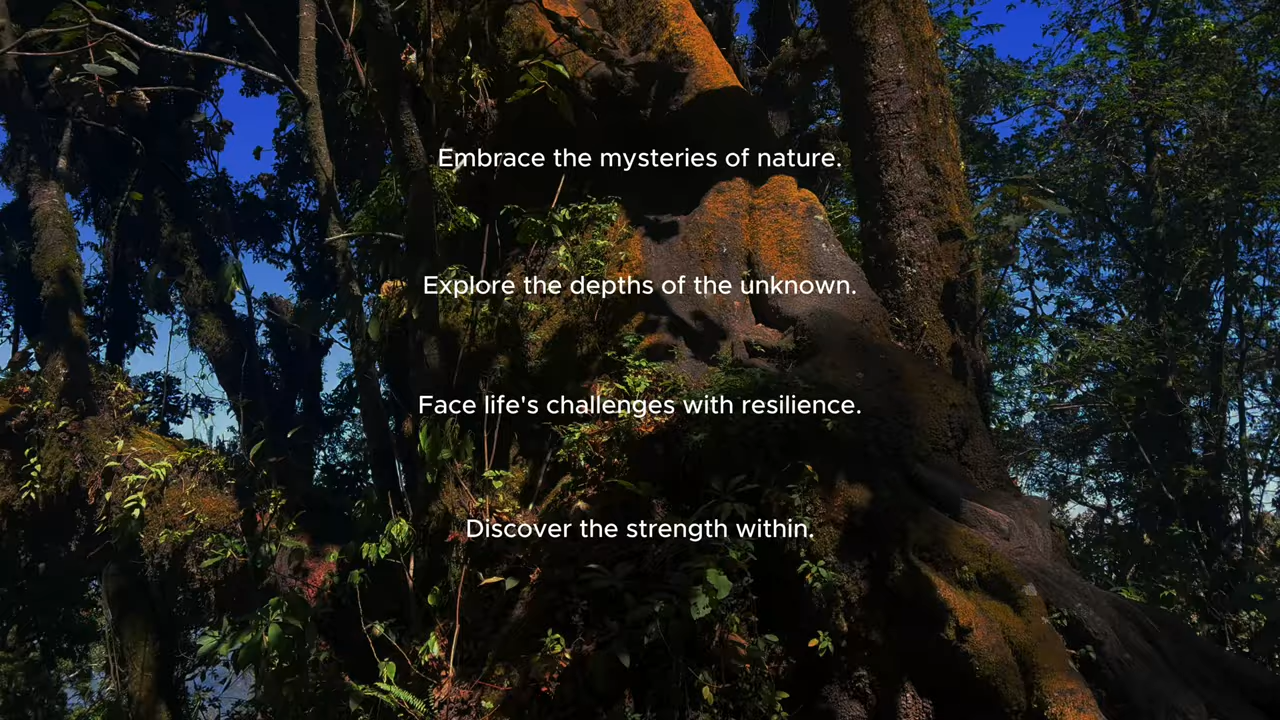 Embrace the mysteries of nature.
Explore the depths of the unknown.
Face life's challenges with resilience.
Discover the strength within.